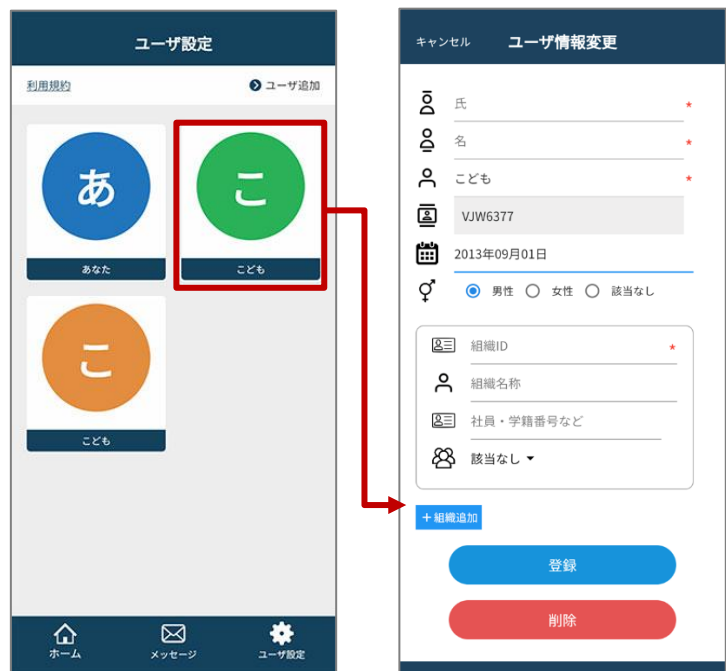 ユーザ設定
利用規約
ユーザ追加
あ
あなた
こ
こども
こ
こども
ホーム
メッセージ
ユーザ設定
キャンセル
ユーザ情報変更
氏 *
名 *
こども *
VJW6377
2013年09月01日
男性 女性 該当なし
組織ID *
組織名称
社員・学籍番号など
該当なし
+組織追加
登録
削除